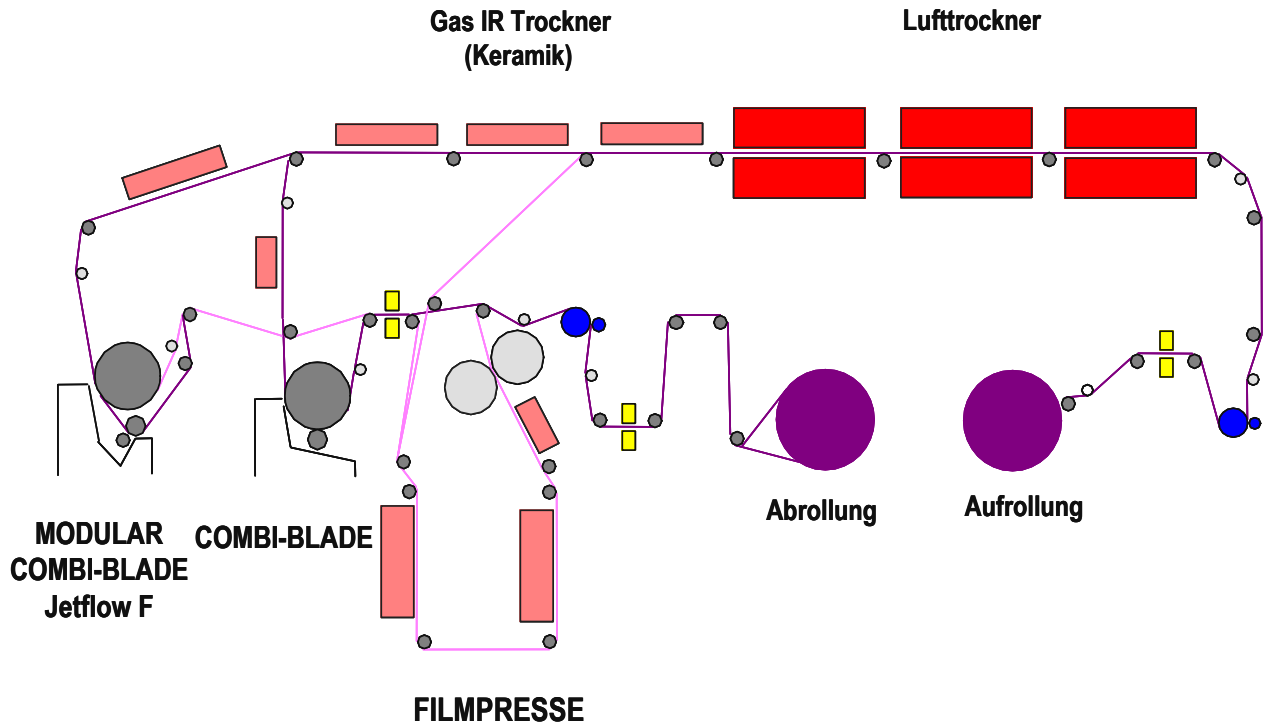 Gas IR Trockner
(Keramik)
Lufttrockner
Abrollung
Aufrollung
MODULAR
COMBI-BLADE
Jetflow F
COMBI-BLADE
FILMPRESSE